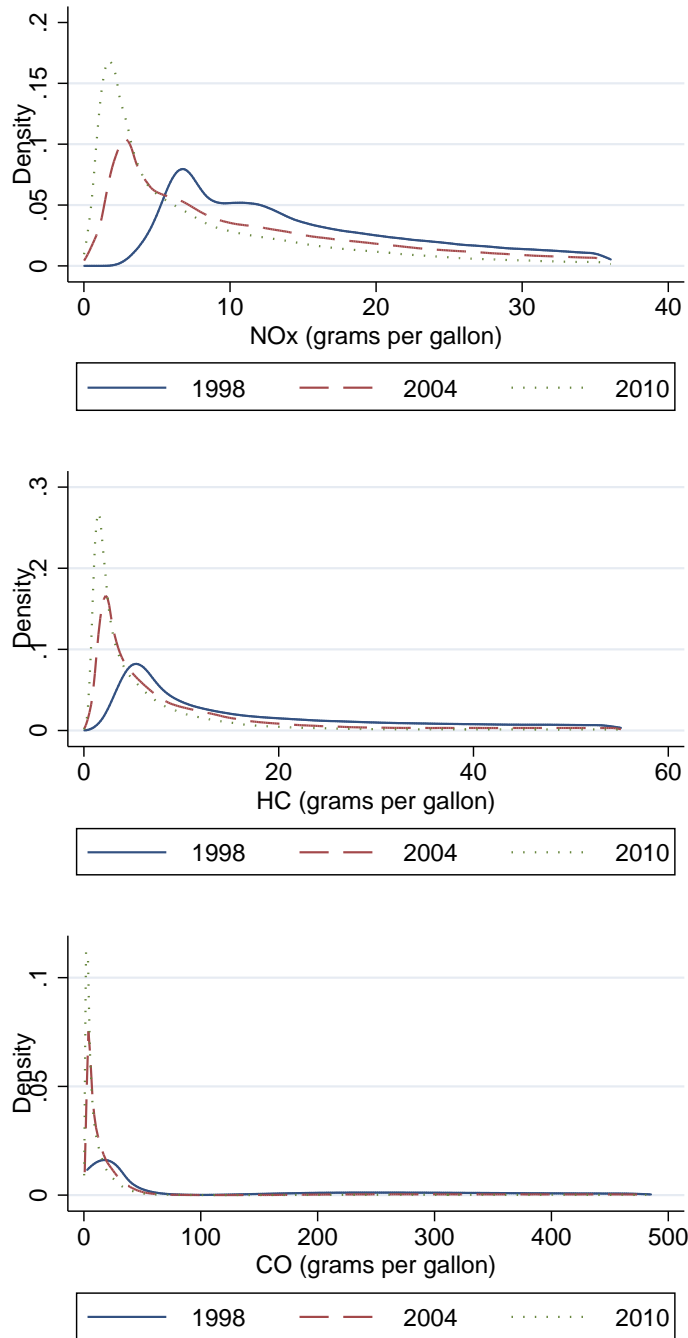 .2
.15
.1
.05
0
Density
0 10 20 30 40
NOx (grams per gallon)
1998 2004 2010
.3
.2
.1
0
Density
0 20 40 60
HC (grams per gallon)
1998 2004 2010
.1
.05
0
Density
0 100 200 300 400 500
CO (grams per gallon)
1998 2004 2010